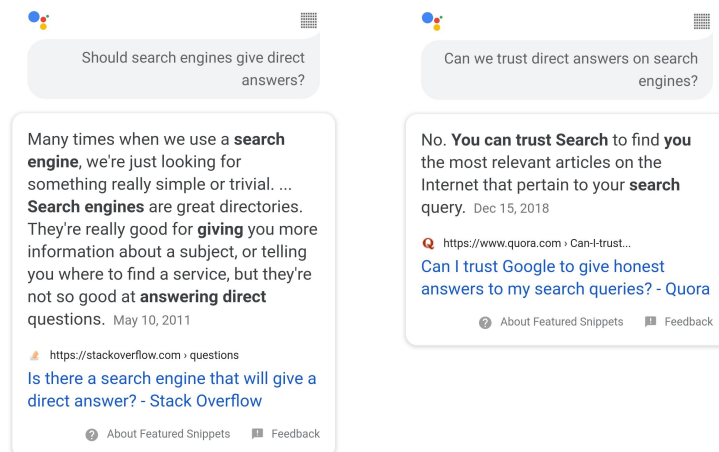 Should search engines give direct
answers?
Many times when we use a search
engine, we're just looking for
something really simple or trivial. ...
Search engines are great directories.
They're really good for giving you more
information about a subject, or telling
you where to find a service, but they're
not so good at answering direct
questions. May 10, 2011
https://stackoverflow.com › questions
Is there a search engine that will give a
direct answer? - Stack Overflow
About Featured Snippets
Feedback
Can we trust direct answers on search
engines?
No. You can trust Search to find you
the most relevant articles on the
Internet that pertain to your search
query. Dec 15, 2018
https://www.quora.com › Can-I-trust...
Can I trust Google to give honest
answers to my search queries? - Quora
About Featured Snippets
Feedback